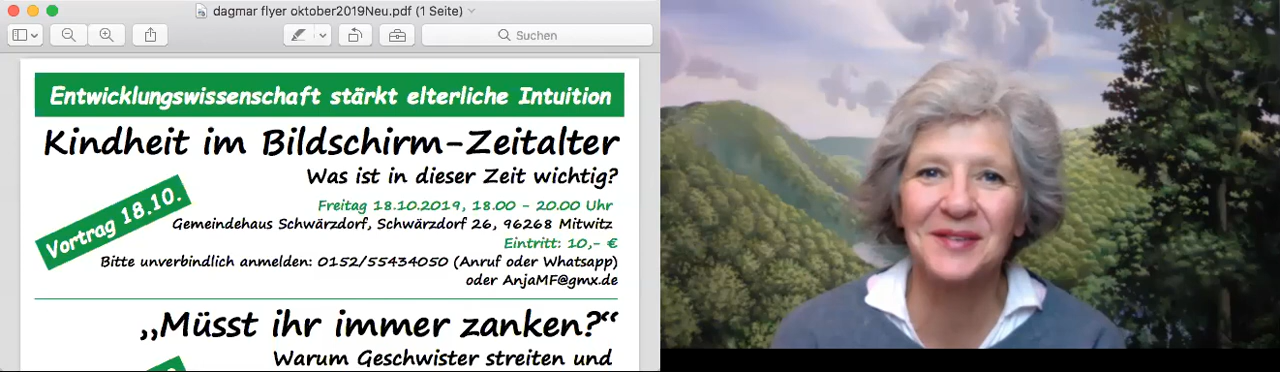 dagmar flyer oktober2019Neu.pdf (1 Seite)
Suchen
Entwicklungswissenschaft stärkt elterliche Intuition
Kindheit im Bildschirm-Zeitalter
Was ist in dieser Zeit wichtig?
Vortrag 18.10.
Freitag 18.10.2019, 18.00 - 20.00 Uhr
Gemeindehaus Schwärzdorf, Schwärzdorf 26, 96268 Mitwitz
Eintritt: 10,- €
Bitte unverbindlich anmelden: 0152/55434050 (Anruf oder Whatsapp)
oder AnjaMF@gmx.de
„Müsst ihr immer zanken?“
Warum Geschwister streiten und